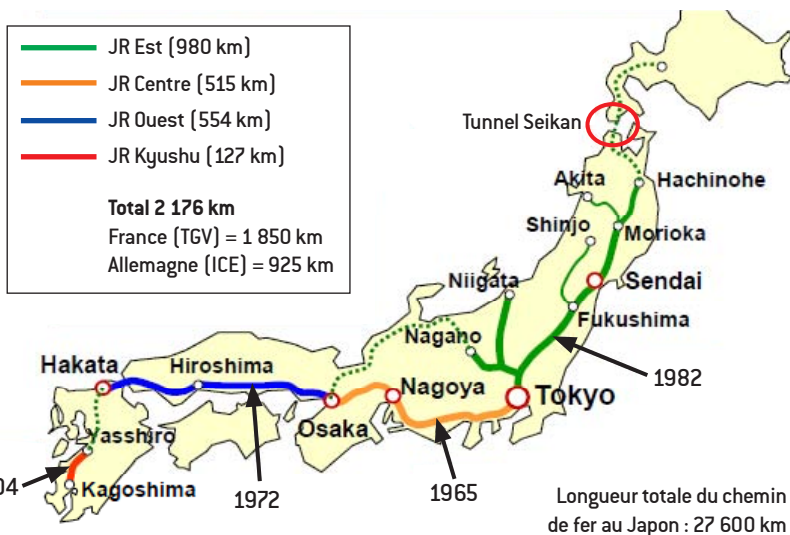 JR Est (980 km)
JR Centre (515 km)
JR Ouest (554 km)
JR Kyushu (127 km)
Total 2 176 km
France (TGV) = 1 850 km
Allemagne (ICE) = 925 km
Tunnel Seikan
Akita
Hachinohe
Shinjo
Morioka
Niigata
Sendai
Nagano
Fukushima
Hakata
Hiroshima
Nagoya
Tokyo
1982
Yasshiro
Osaka
04
Kagoshima
1972
1965
Longueur totale du chemin
de fer au Japon : 27 600 km